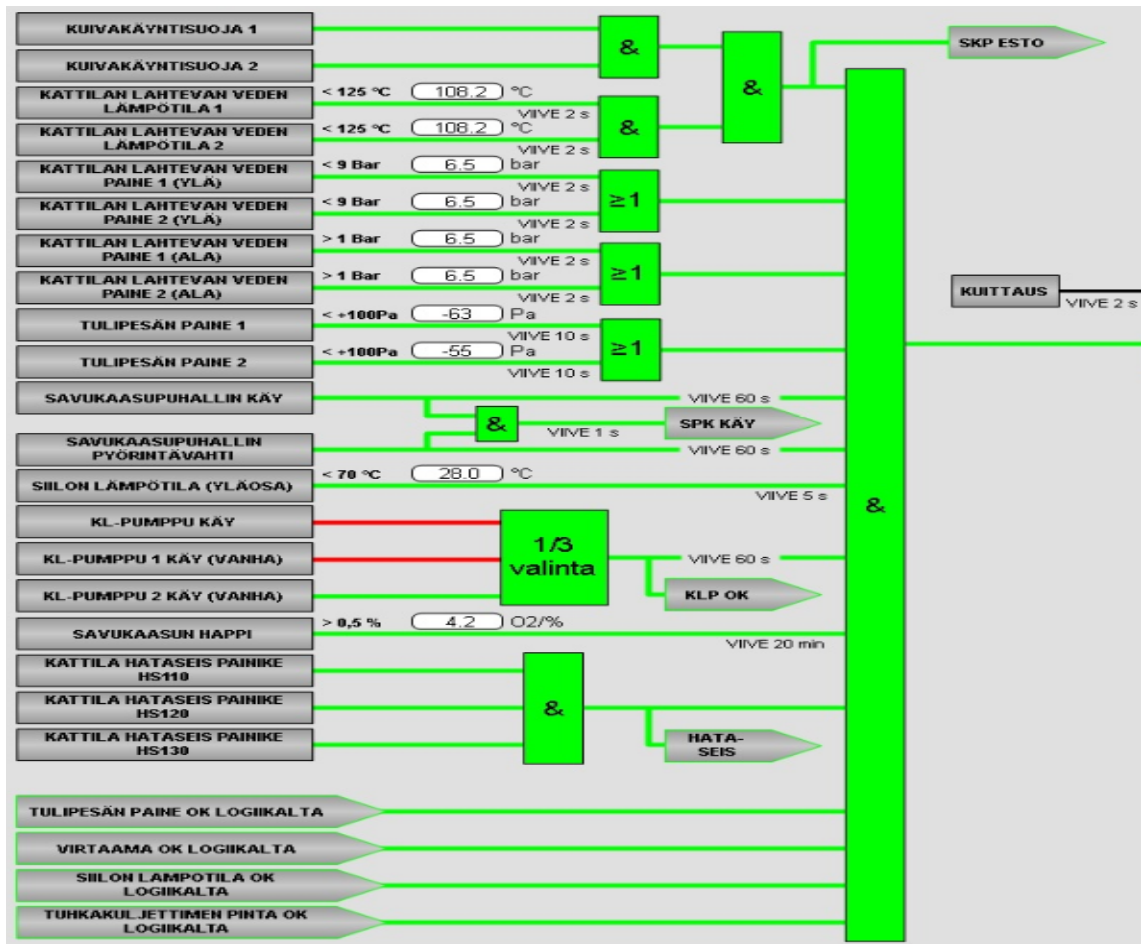 KUIVAKÄYNTISUOJA 1
&
SKP ESTO
KUIVAKÄYNTISUOJA 2
&
KATTILAN LAHTEVAN VEDEN
LÄMPÖTILA 1
< 125 °C 108.2 °C
VIIVE 2 s
KATTILAN LAHTEVAN VEDEN
LÄMPÖTILA 2
< 125 °C 108.2 °C
VIIVE 2 s
&
KATTILAN LAHTEVAN VEDEN
PAINE 1 (YLÄ)
< 9 Bar 6.5 bar
VIIVE 2 s
KATTILAN LAHTEVAN VEDEN
PAINE 2 (YLÄ)
< 9 Bar 6.5 bar
VIIVE 2 s
≥1
KATTILAN LAHTEVAN VEDEN
PAINE 1 (ALA)
> 1 Bar 6.5 bar
VIIVE 2 s
KATTILAN LAHTEVAN VEDEN
PAINE 2 (ALA)
> 1 Bar 6.5 bar
VIIVE 2 s
≥1
KUITTAUS
VIIVE 2 s
TULIPESÄN PAINE 1
< +100Pa -63 Pa
VIIVE 10 s
TULIPESÄN PAINE 2
< +100Pa -55 Pa
VIIVE 10 s
≥1
SAVUKAASUPUHALLIN KÄY
VIIVE 60 s
&
VIIVE 1 s
SPK KÄY
SAVUKAASUPUHALLIN
PYÖRINTÄVAHTI
VIIVE 60 s
SIILON LÄMPÖTILA (YLÄOSA)
< 70 °C 28.0 °C
VIIVE 5 s
&
KL-PUMPPU KÄY
KL-PUMPPU 1 KÄY (VANHA)
KL-PUMPPU 2 KÄY (VANHA)
1/3
valinta
VIIVE 60 s
KLP OK
SAVUKAASUN HAPPI
> 0,5 % 4.2 O2/%
VIIVE 20 min
KATTILA HATASEIS PAINIKE
HS110
KATTILA HATASEIS PAINIKE
HS120
KATTILA HATASEIS PAINIKE
HS130
&
HATA-
SEIS
TULIPESÄN PAINE OK LOGIIKALTA
VIRTAAMA OK LOGIIKALTA
SIILON LAMPOTILA OK
LOGIIKALTA
TUHKAKULJETTIMEN PINTA OK
LOGIIKALTA